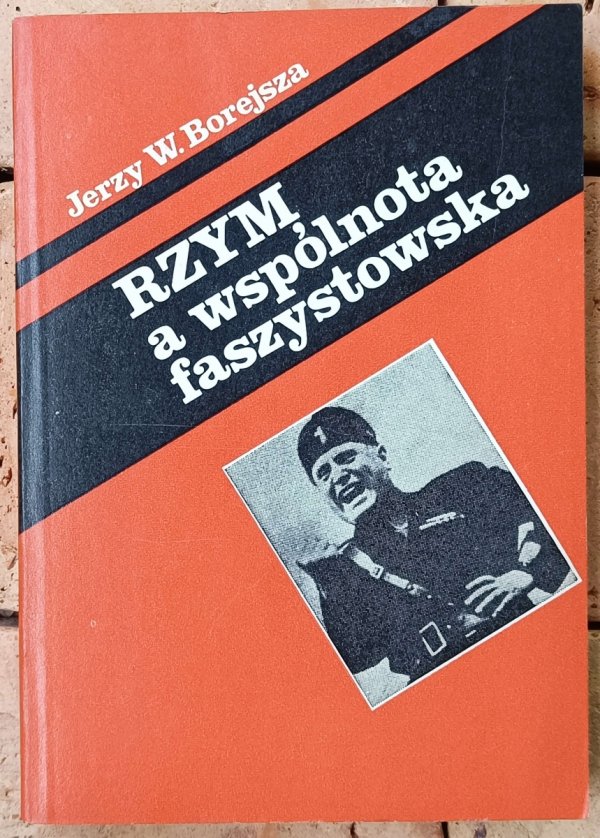 Jerzy W. Borejsza
RZYM
a wspólnota
faszystowska